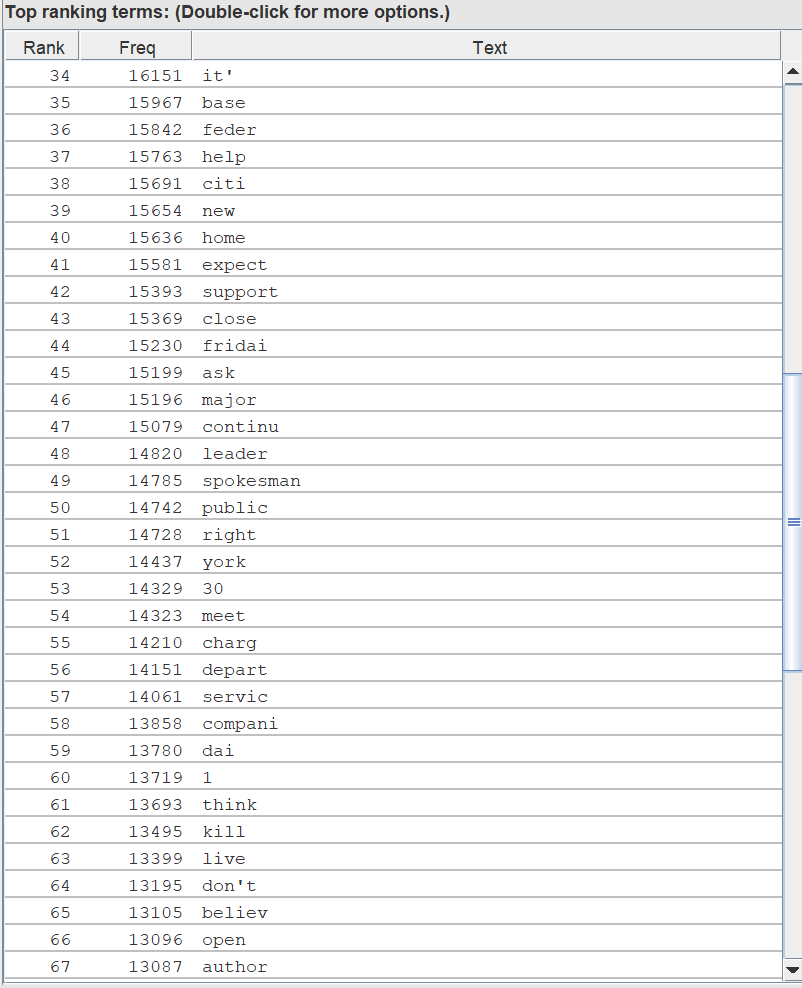 Top ranking terms: (Double-click for more options.)
Rank Freq Text
34 16151 it'
35 15967 base
36 15842 feder
37 15763 help
38 15691 citi
39 15654 new
40 15636 home
41 15581 expect
42 15393 support
43 15369 close
44 15230 fridai
45 15199 ask
46 15196 major
47 15079 continu
48 14820 leader
49 14785 spokesman
50 14742 public
51 14728 right
52 14437 york
53 14329 30
54 14323 meet
55 14210 charg
56 14151 depart
57 14061 servic
58 13858 compani
59 13780 dai
60 13719 1
61 13693 think
62 13495 kill
63 13399 live
64 13195 don't
65 13105 believ
66 13096 open
67 13087 author